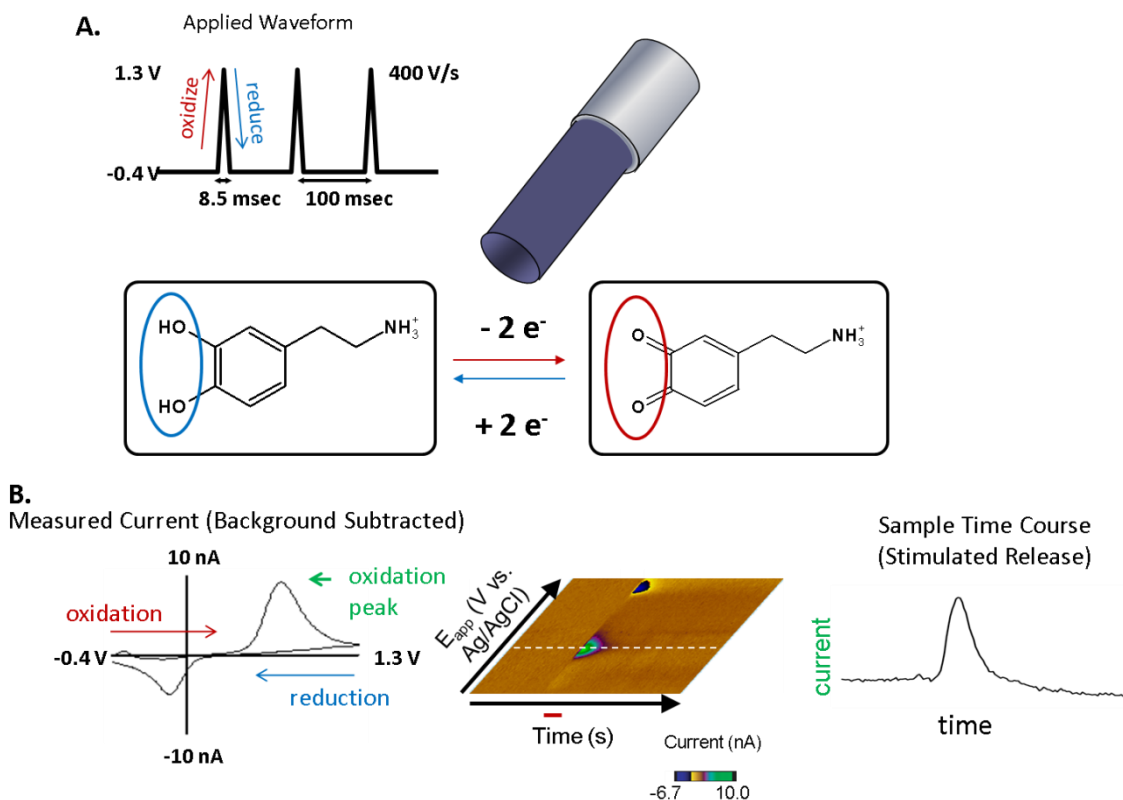 A.
Applied Waveform
1.3 V
400 V/s
oxidize
reduce
-0.4 V
8.5 msec
100 msec
HO
HO
NH3+
- 2 e-
+ 2 e-
O
O
NH3+
B.
Measured Current (Background Subtracted)
10 nA
oxidation
peak
oxidation
-0.4 V
1.3 V
reduction
-10 nA
Eapp (V vs.
Ag/AgCl)
Time (s)
Current (nA)
-6.7
10.0
Sample Time Course
(Stimulated Release)
current
time